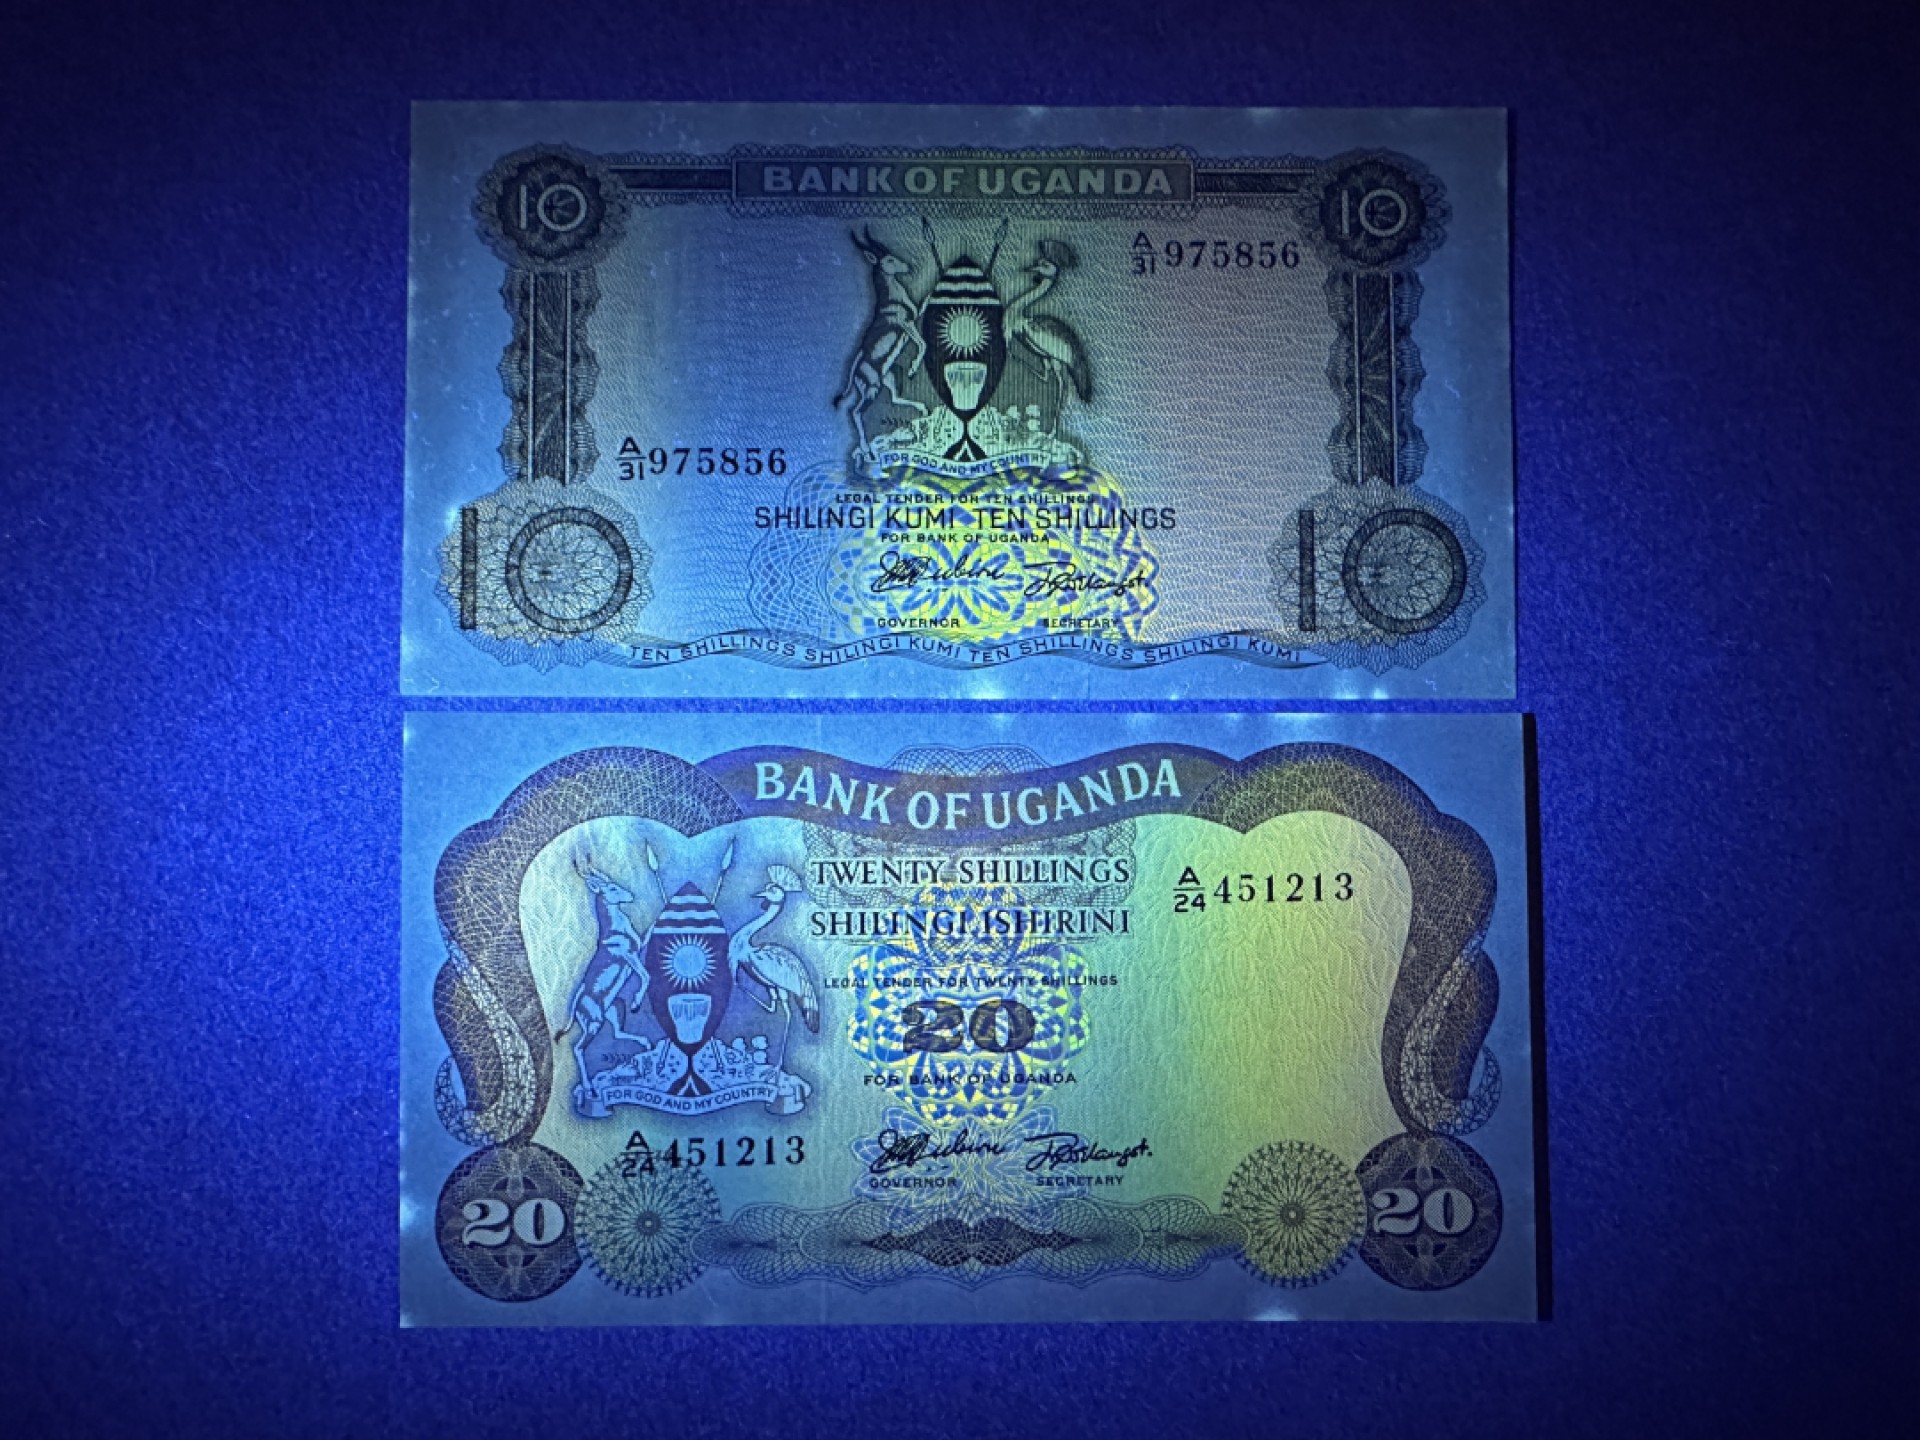 BANK OF UGANDA
10
10
A/31 975856
FOR GOD AND MY COUNTRY
A/31 975856
LEGAL TENDER FOR TEN SHILLINGS
SHILINGI KUMI TEN SHILLINGS
FOR BANK OF UGANDA
10
10
GOVERNOR SECRETARY
TEN SHILLINGS SHILINGI KUMI TEN SHILLINGS SHILINGI KUMI
BANK OF UGANDA
TWENTY SHILLINGS
A/24 451213
SHILINGI ISHIRINI
LEGAL TENDER FOR TWENTY SHILLINGS
20
FOR BANK OF UGANDA
FOR GOD AND MY COUNTRY
A/24 451213
GOVERNOR SECRETARY
20
20